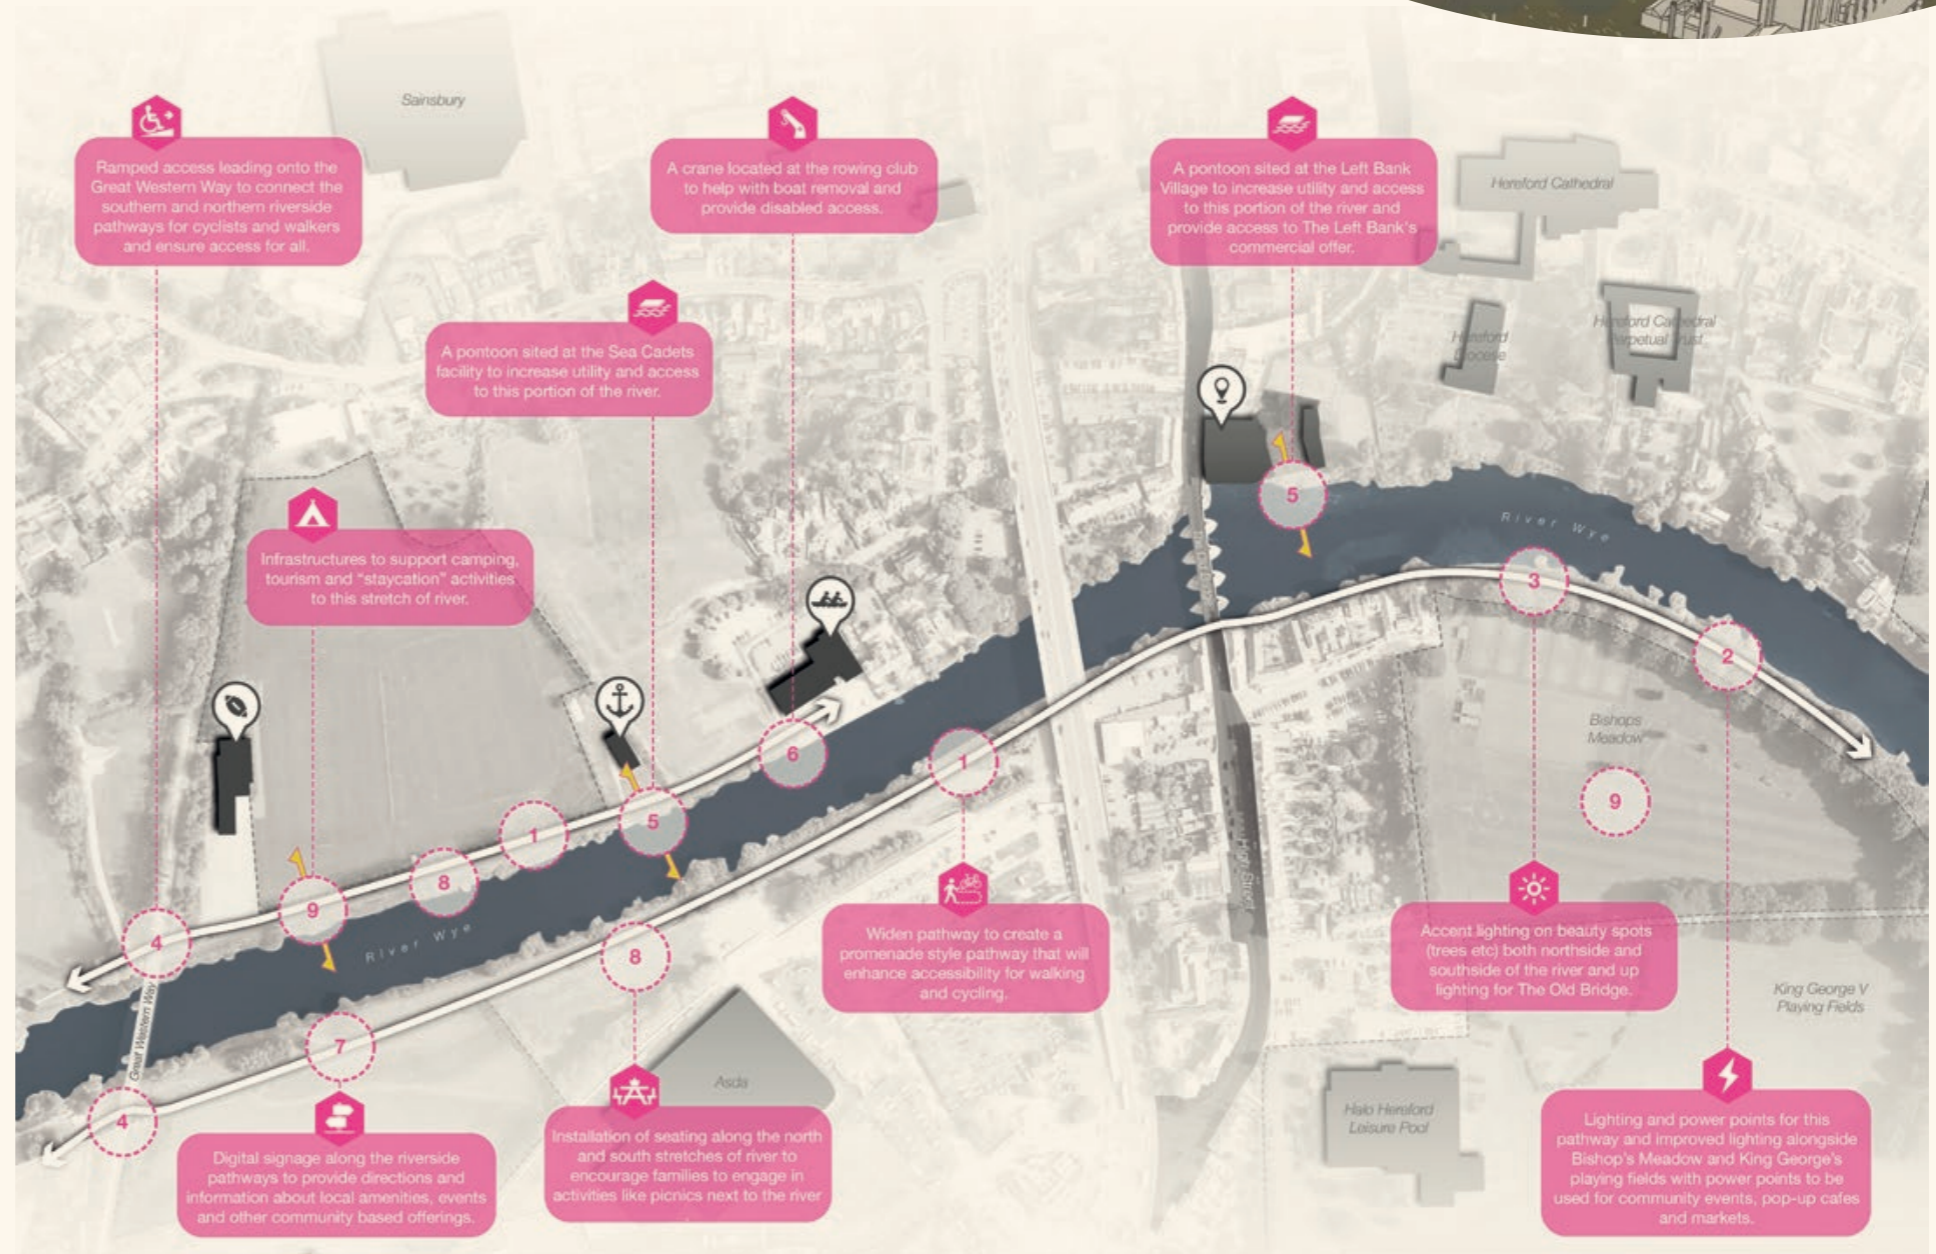 Sainsbury
Ramped access leading onto the
Great Western Way to connect the
southern and northern riverside
pathways for cyclists and walkers
and ensure access for all.
A crane located at the rowing club
to help with boat removal and
provide disabled access.
A pontoon sited at the Left Bank
Village to increase utility and access
to this portion of the river and
provide access to The Left Bank's
commercial offer.
Hereford Cathedral
A pontoon sited at the Sea Cadets
facility to increase utility and access
to this portion of the river.
Hereford
Diocese
Hereford Cathedral
Perpetual Trust
5
River Wye
Infrastructures to support camping,
tourism and "staycation" activities
to this stretch of river.
3
2
Bishops
Meadow
6
1
9
1
5
8
9
4
River Wye
8
Great Western Way
7
4
Widen pathway to create a
promenade style pathway that will
enhance accessibility for walking
and cycling.
Accent lighting on beauty spots
(trees etc) both northside and
southside of the river and up
lighting for The Old Bridge.
King George V
Playing Fields
Asda
Halo Hereford
Leisure Pool
Digital signage along the riverside
pathways to provide directions and
information about local amenities, events
and other community based offerings.
Installation of seating along the north
and south stretches of river to
encourage families to engage in
activities like picnics next to the river
.
Lighting and power points for this
pathway and improved lighting alongside
Bishop's Meadow and King George's
playing fields with power points to be
used for community events, pop-up cafes
and markets.